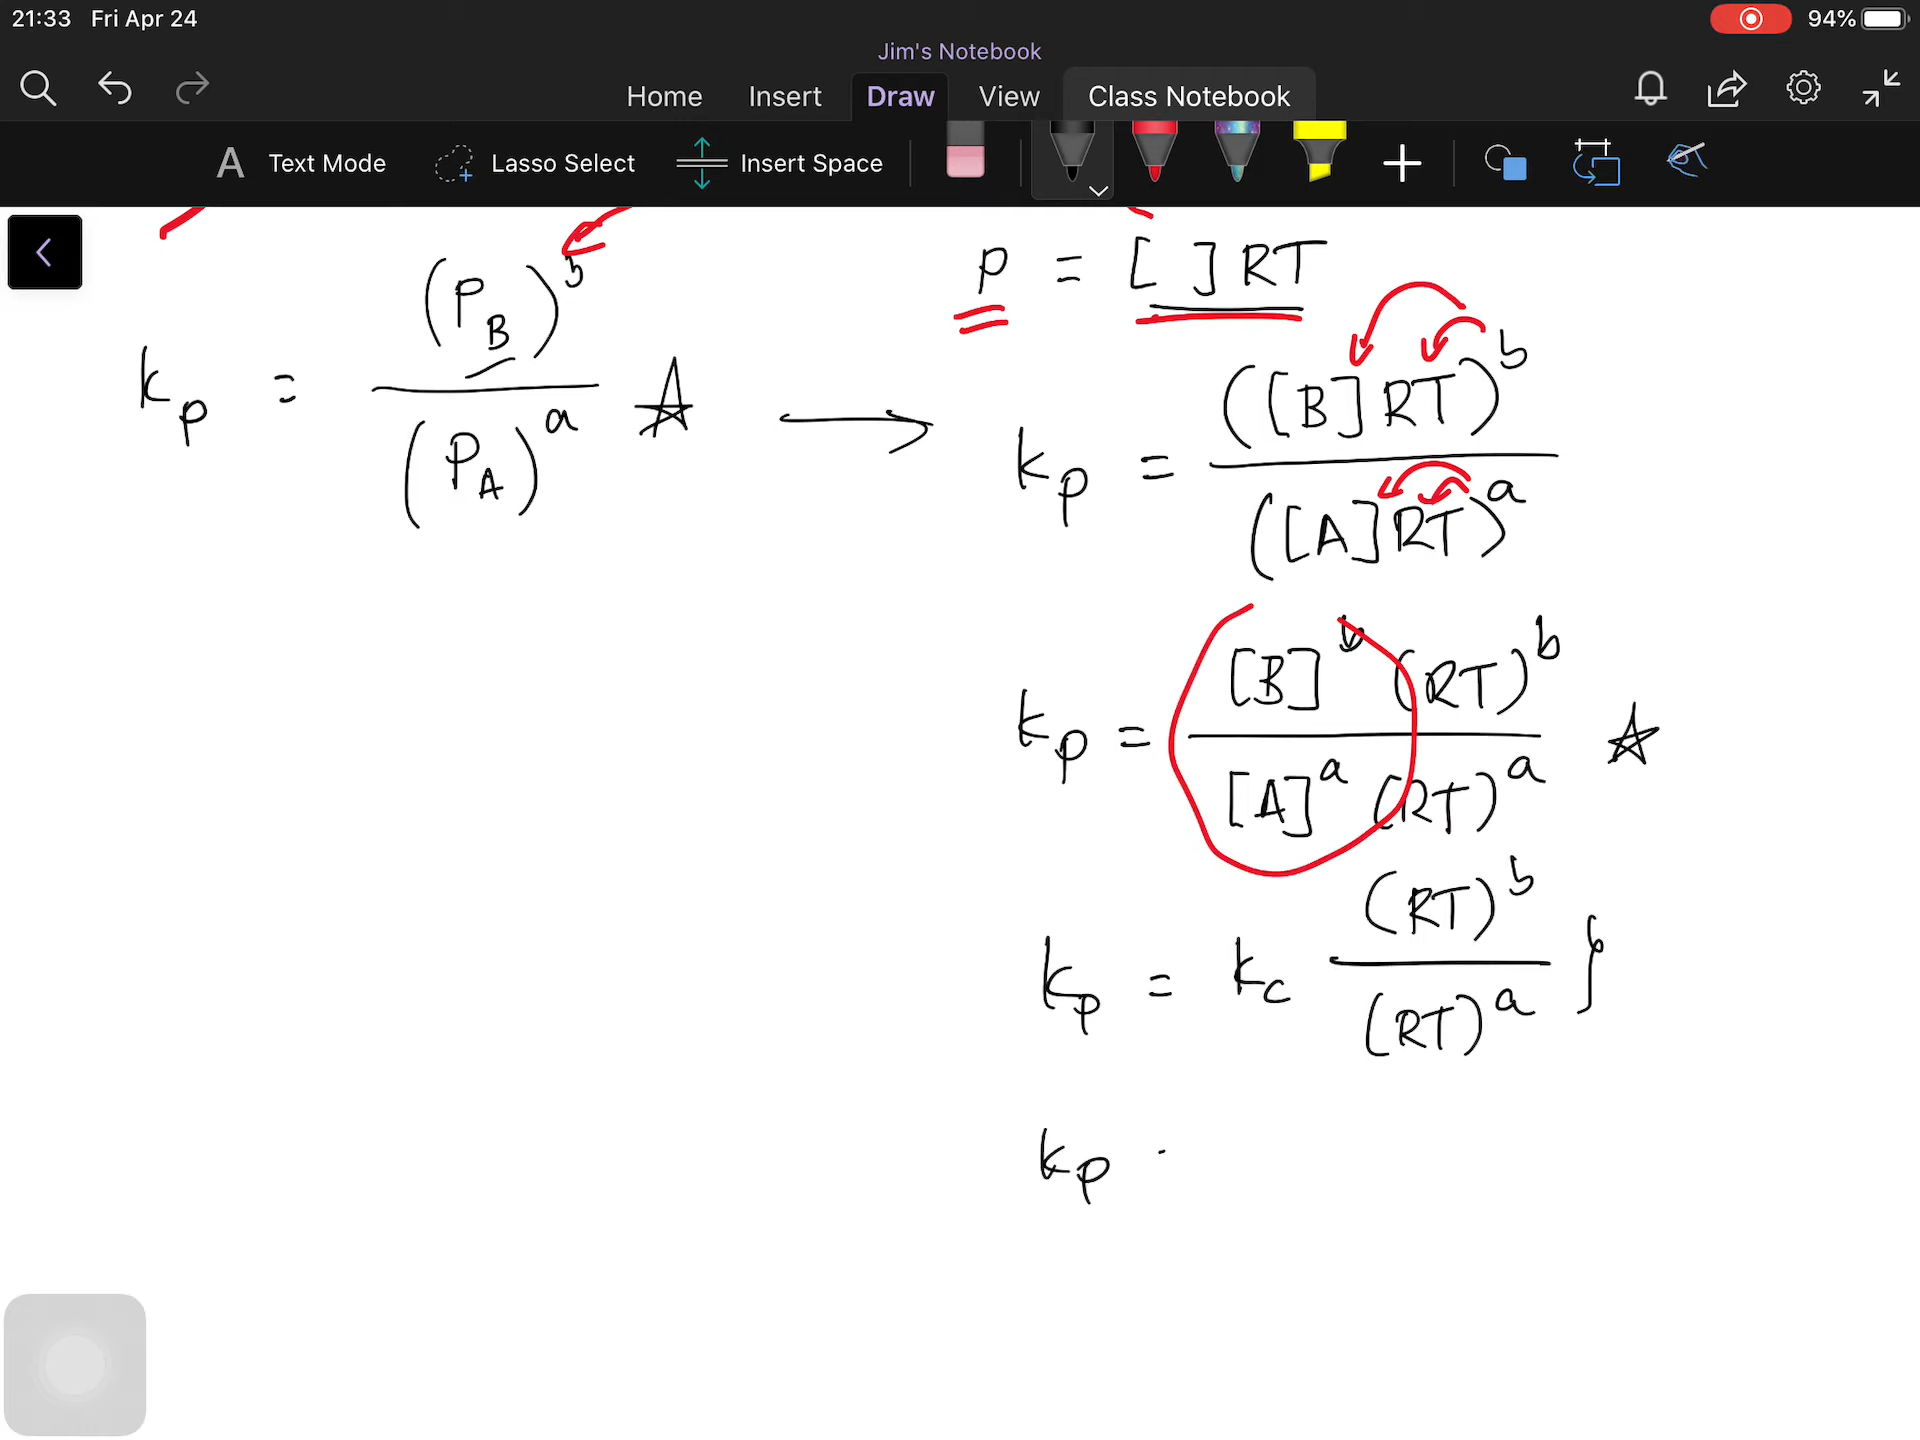 21:33 Fri Apr 24 94%
Jim's Notebook
Home Insert Draw View Class Notebook
A Text Mode Lasso Select Insert Space
p = [ ] RT
kp = (PB)^b / (PA)^a ☆ → kp = ([B] RT)^b / ([A] RT)^a
kp = [B]^b (RT)^b / [A]^a (RT)^a ☆
kp = kc (RT)^b / (RT)^a
kp